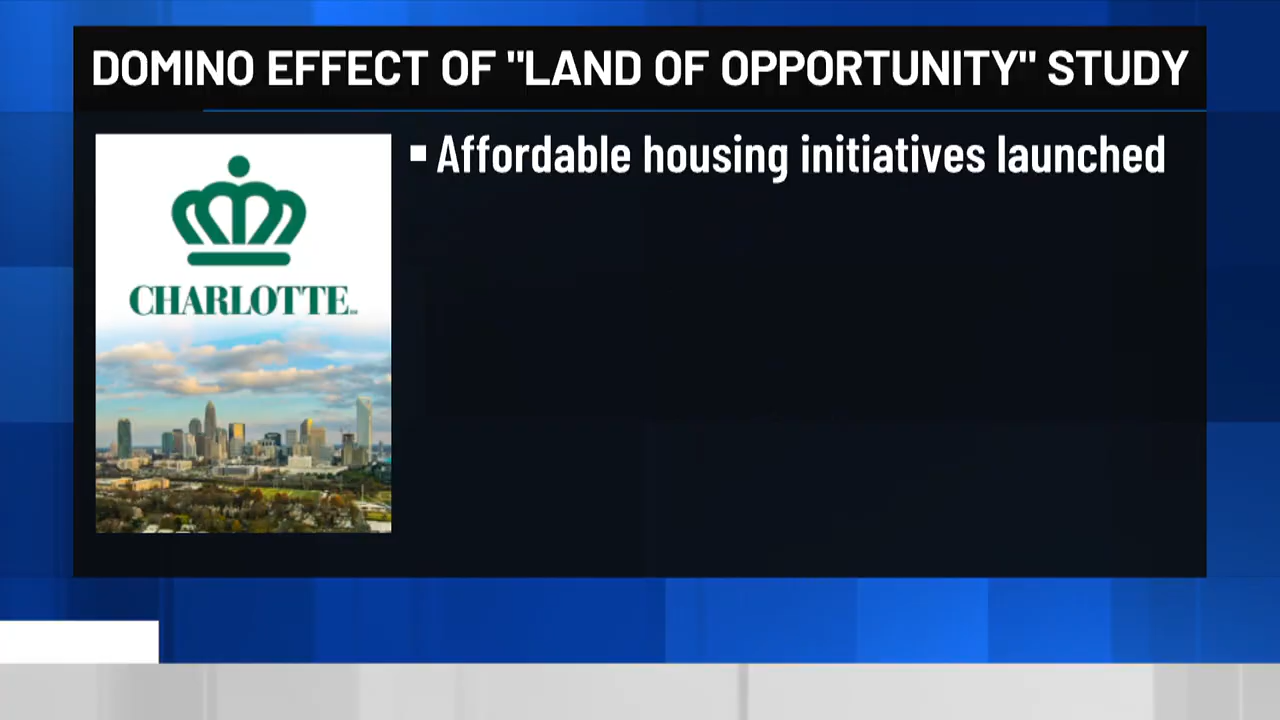 DOMINO EFFECT OF "LAND OF OPPORTUNITY" STUDY
▪ Affordable housing initiatives launched
CHARLOTTE